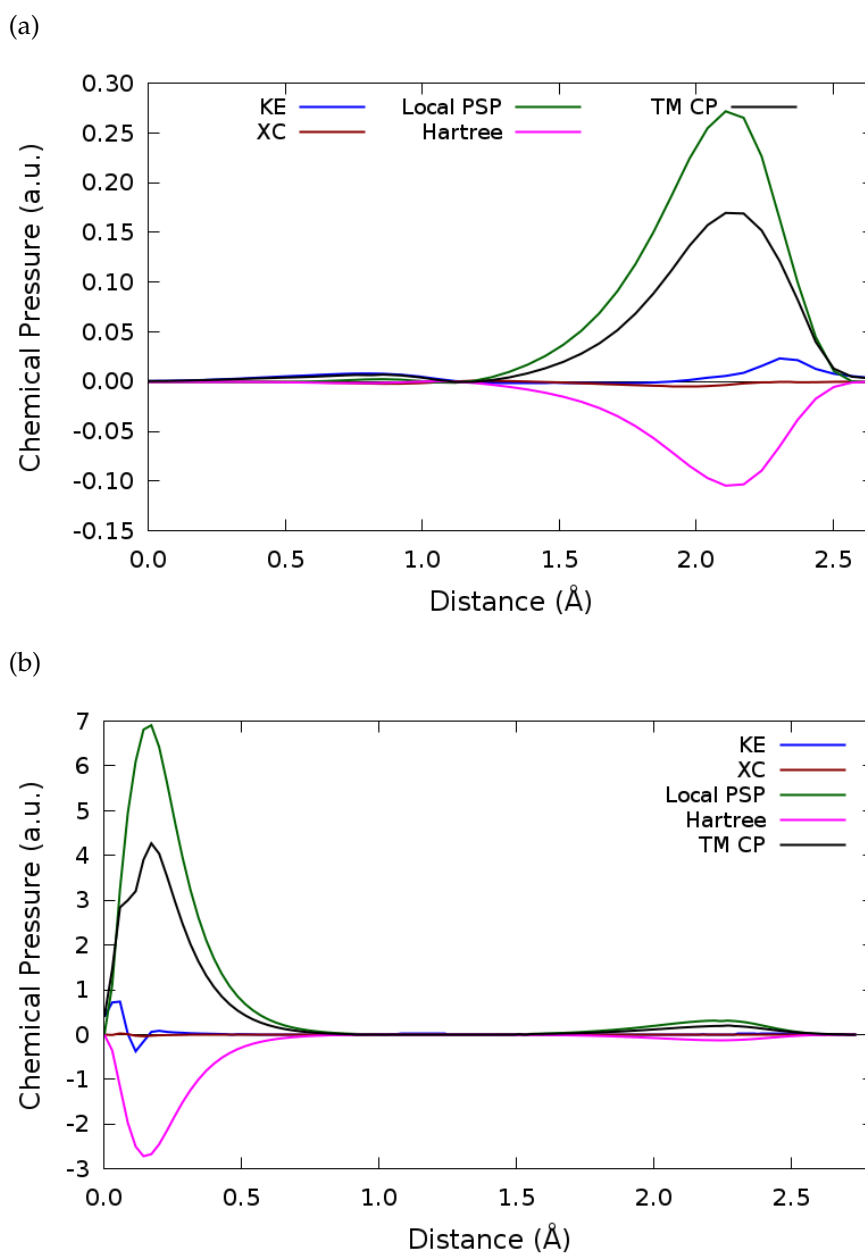 (a)
0.30
KE
Local PSP
TM CP
XC
Hartree
0.25
0.20
0.15
0.10
0.05
0.00
-0.05
-0.10
-0.15
Chemical Pressure (a.u.)
0.0 0.5 1.0 1.5 2.0 2.5
Distance (Å)
(b)
7
KE
6
XC
Local PSP
5
Hartree
TM CP
4
3
2
1
0
-1
-2
-3
Chemical Pressure (a.u.)
0.0 0.5 1.0 1.5 2.0 2.5
Distance (Å)